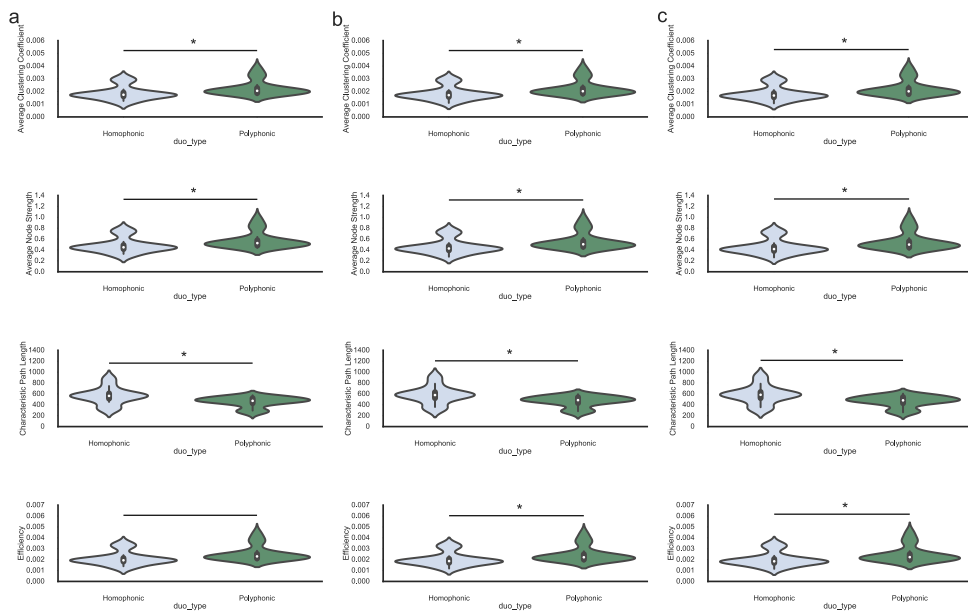 a
Average Clustering Coefficient
0.006
0.005
0.004
0.003
0.002
0.001
0.000
*
Homophonic Polyphonic
duo_type
Average Node Strength
1.4
1.2
1.0
0.8
0.6
0.4
0.2
0.0
*
Homophonic Polyphonic
duo_type
Characteristic Path Length
1400
1200
1000
800
600
400
200
0
*
Homophonic Polyphonic
duo_type
Efficiency
0.007
0.006
0.005
0.004
0.003
0.002
0.001
0.000
Homophonic Polyphonic
duo_type
b
Average Clustering Coefficient
0.006
0.005
0.004
0.003
0.002
0.001
0.000
*
Homophonic Polyphonic
duo_type
Average Node Strength
1.4
1.2
1.0
0.8
0.6
0.4
0.2
0.0
*
Homophonic Polyphonic
duo_type
Characteristic Path Length
1400
1200
1000
800
600
400
200
0
*
Homophonic Polyphonic
duo_type
Efficiency
0.007
0.006
0.005
0.004
0.003
0.002
0.001
0.000
*
Homophonic Polyphonic
duo_type
c
Average Clustering Coefficient
0.006
0.005
0.004
0.003
0.002
0.001
0.000
*
Homophonic Polyphonic
duo_type
Average Node Strength
1.4
1.2
1.0
0.8
0.6
0.4
0.2
0.0
*
Homophonic Polyphonic
duo_type
Characteristic Path Length
1400
1200
1000
800
600
400
200
0
*
Homophonic Polyphonic
duo_type
Efficiency
0.007
0.006
0.005
0.004
0.003
0.002
0.001
0.000
*
Homophonic Polyphonic
duo_type